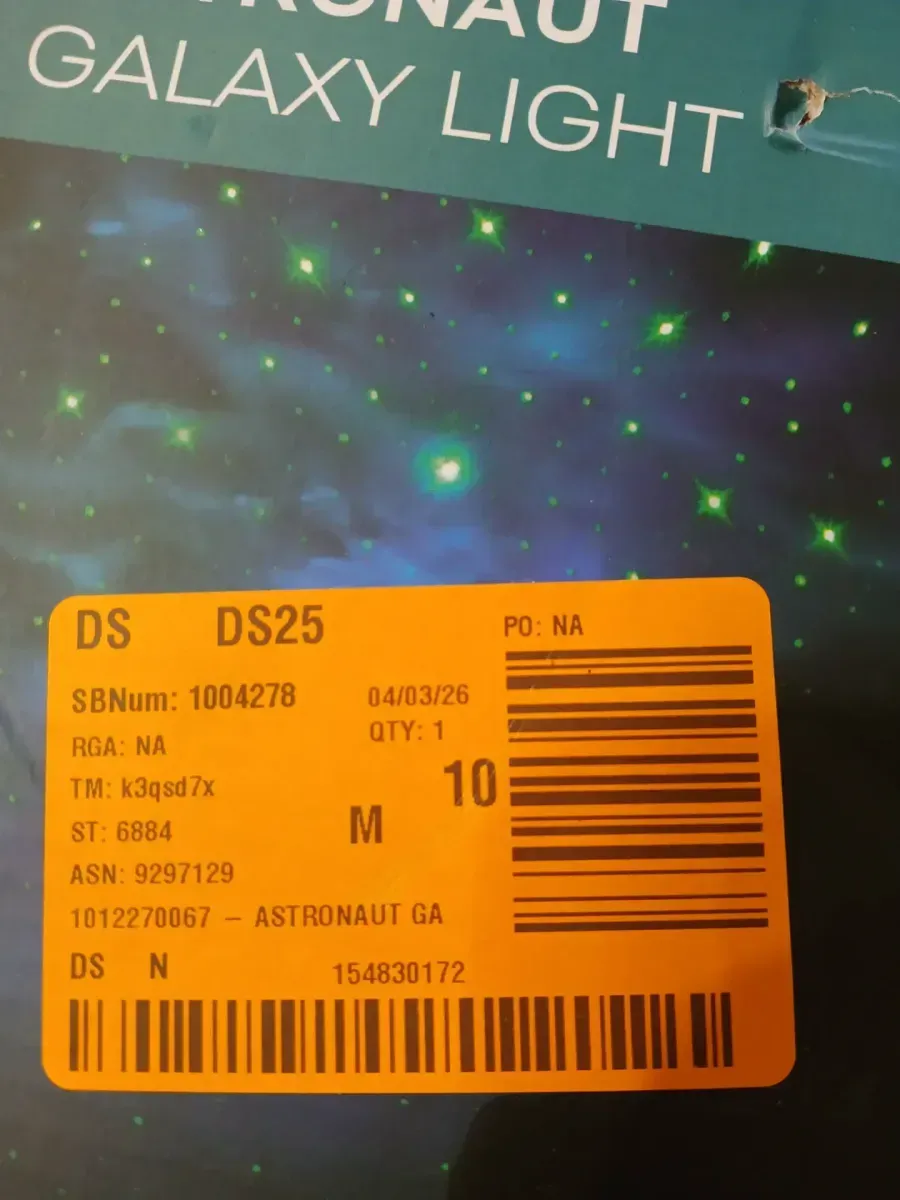 GALAXY LIGHT
DS DS25
PO: NA
SBNum: 1004278 04/03/26
RGA: NA QTY: 1
TM: k3qsd7x 10
ST: 6884 M
ASN: 9297129
1012270067 – ASTRONAUT GA
DS N 154830172